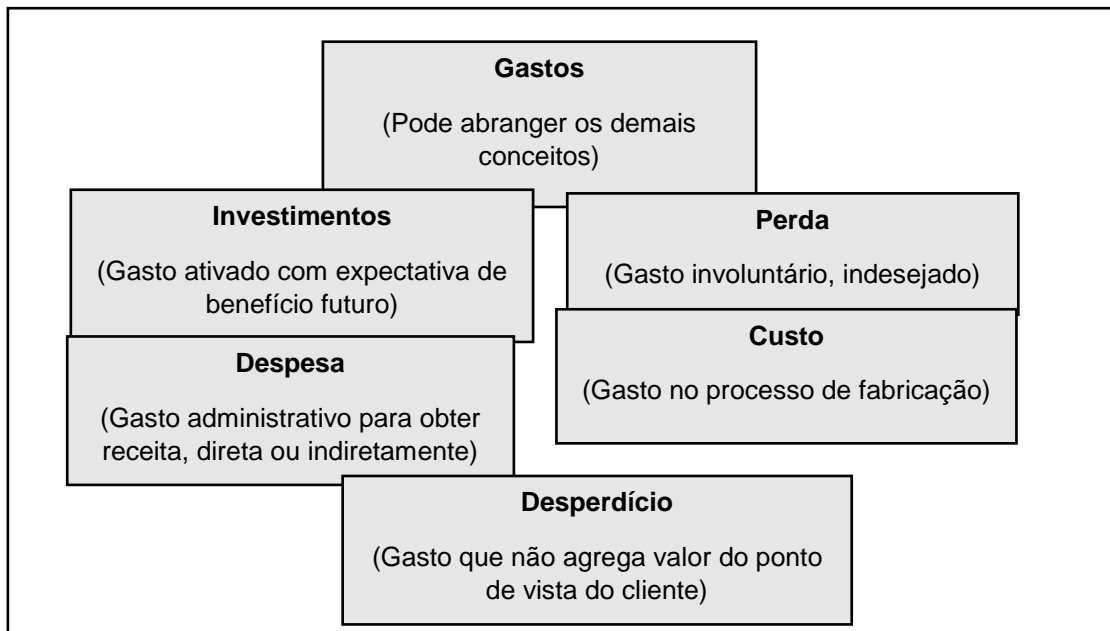 Gastos
(Pode abranger os demais
conceitos)
Investimentos
(Gasto ativado com expectativa de
benefício futuro)
Perda
(Gasto involuntário, indesejado)
Despesa
(Gasto administrativo para obter
receita, direta ou indiretamente)
Custo
(Gasto no processo de fabricação)
Desperdício
(Gasto que não agrega valor do ponto
de vista do cliente)